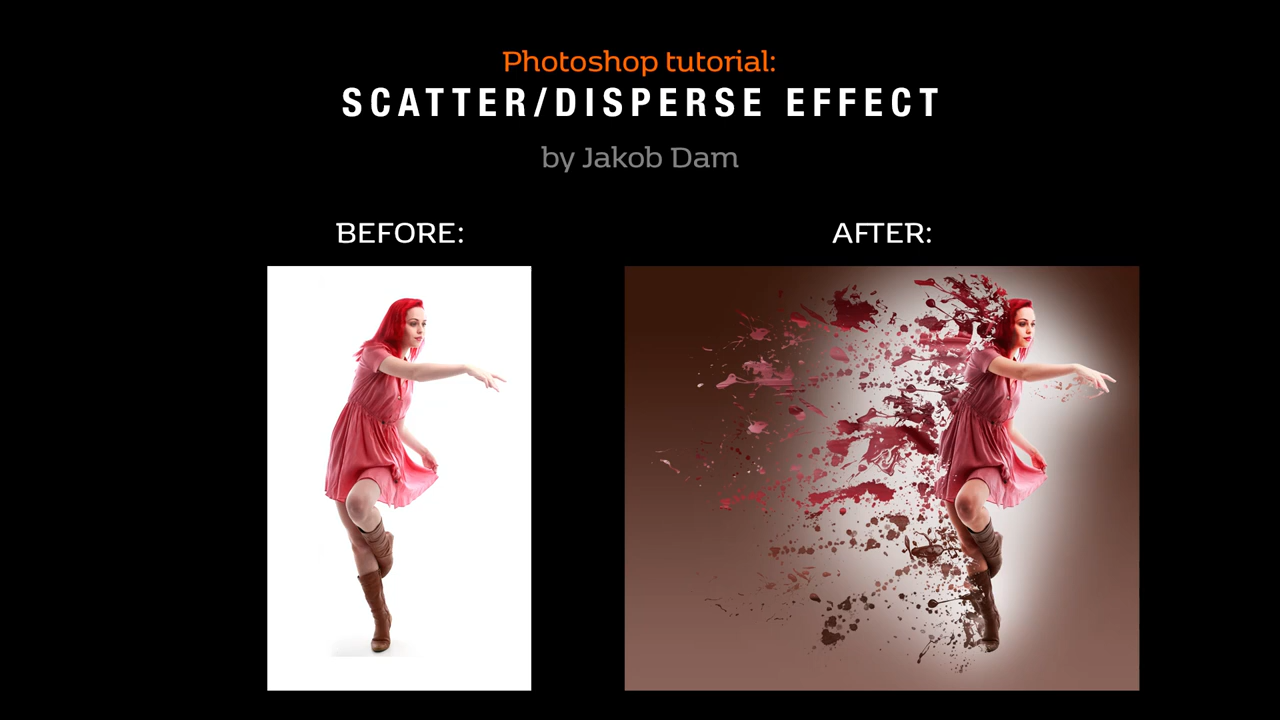 Photoshop tutorial:
SCATTER/DISPERSE EFFECT
by Jakob Dam
BEFORE:
AFTER: